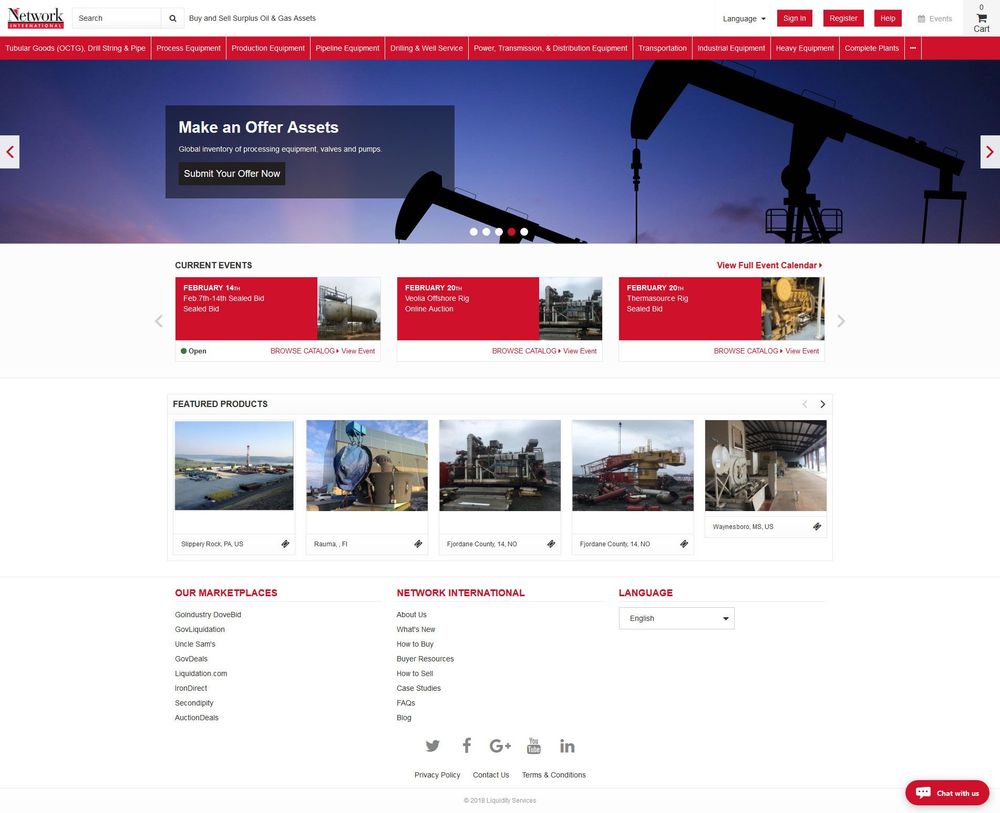 Network
INTERNATIONAL
Search
Buy and Sell Surplus Oil & Gas Assets
Language
Sign In
Register
Help
Events
0
Cart
Tubular Goods (OCTG), Drill String & Pipe
Process Equipment
Production Equipment
Pipeline Equipment
Drilling & Well Service
Power, Transmission, & Distribution Equipment
Transportation
Industrial Equipment
Heavy Equipment
Complete Plants
...
Make an Offer Assets
Global inventory of processing equipment, valves and pumps.
Submit Your Offer Now
CURRENT EVENTS
View Full Event Calendar
FEBRUARY 14TH
Feb.7th-14th Sealed Bid
Sealed Bid
Open
BROWSE CATALOG
View Event
FEBRUARY 20TH
Veolia Offshore Rig
Online Auction
BROWSE CATALOG
View Event
FEBRUARY 20TH
Thermasource Rig
Sealed Bid
BROWSE CATALOG
View Event
FEATURED PRODUCTS
Slippery Rock, PA, US
Rauma, , FI
Fjordane County, 14, NO
Fjordane County, 14, NO
Waynesboro, MS, US
OUR MARKETPLACES
GoIndustry DoveBid
GovLiquidation
Uncle Sam's
GovDeals
Liquidation.com
IronDirect
Secondipity
AuctionDeals
NETWORK INTERNATIONAL
About Us
What's New
How to Buy
Buyer Resources
How to Sell
Case Studies
FAQs
Blog
LANGUAGE
English
You
Tube
Privacy Policy
Contact Us
Terms & Conditions
© 2018 Liquidity Services
Chat with us